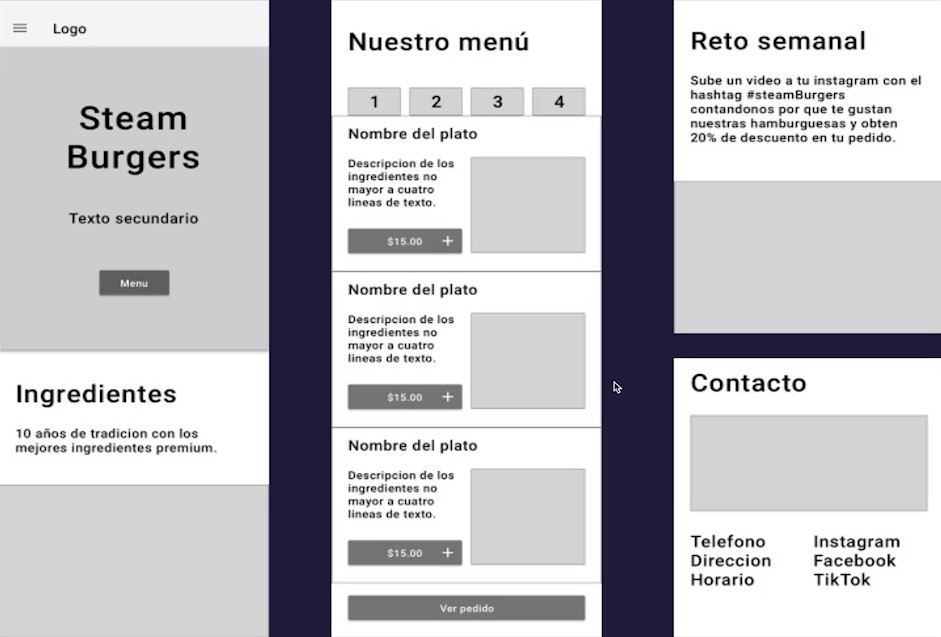 Logo
Steam
Burgers
Texto secundario
Menu
Ingredientes
10 años de tradicion con los
mejores ingredientes premium.
Nuestro menú
1 2 3 4
Nombre del plato
Descripcion de los
ingredientes no
mayor a cuatro
lineas de texto.
$15.00 +
Nombre del plato
Descripcion de los
ingredientes no
mayor a cuatro
lineas de texto.
$15.00 +
Nombre del plato
Descripcion de los
ingredientes no
mayor a cuatro
lineas de texto.
$15.00 +
Ver pedido
Reto semanal
Sube un video a tu instagram con el
hashtag #steamBurgers
contandonos por que te gustan
nuestras hamburguesas y obten
20% de descuento en tu pedido.
Contacto
Telefono
Direccion
Horario
Instagram
Facebook
TikTok